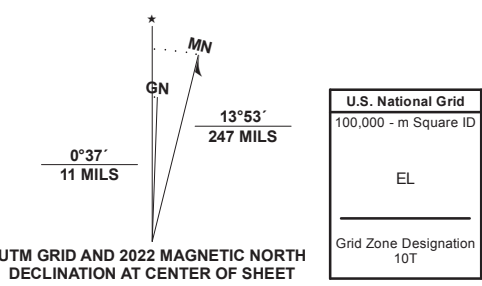 MN
GN
13°53´
247 MILS
0°37´
11 MILS
UTM GRID AND 2022 MAGNETIC NORTH
DECLINATION AT CENTER OF SHEET
U.S. National Grid
100,000 - m Square ID
EL
Grid Zone Designation
10T